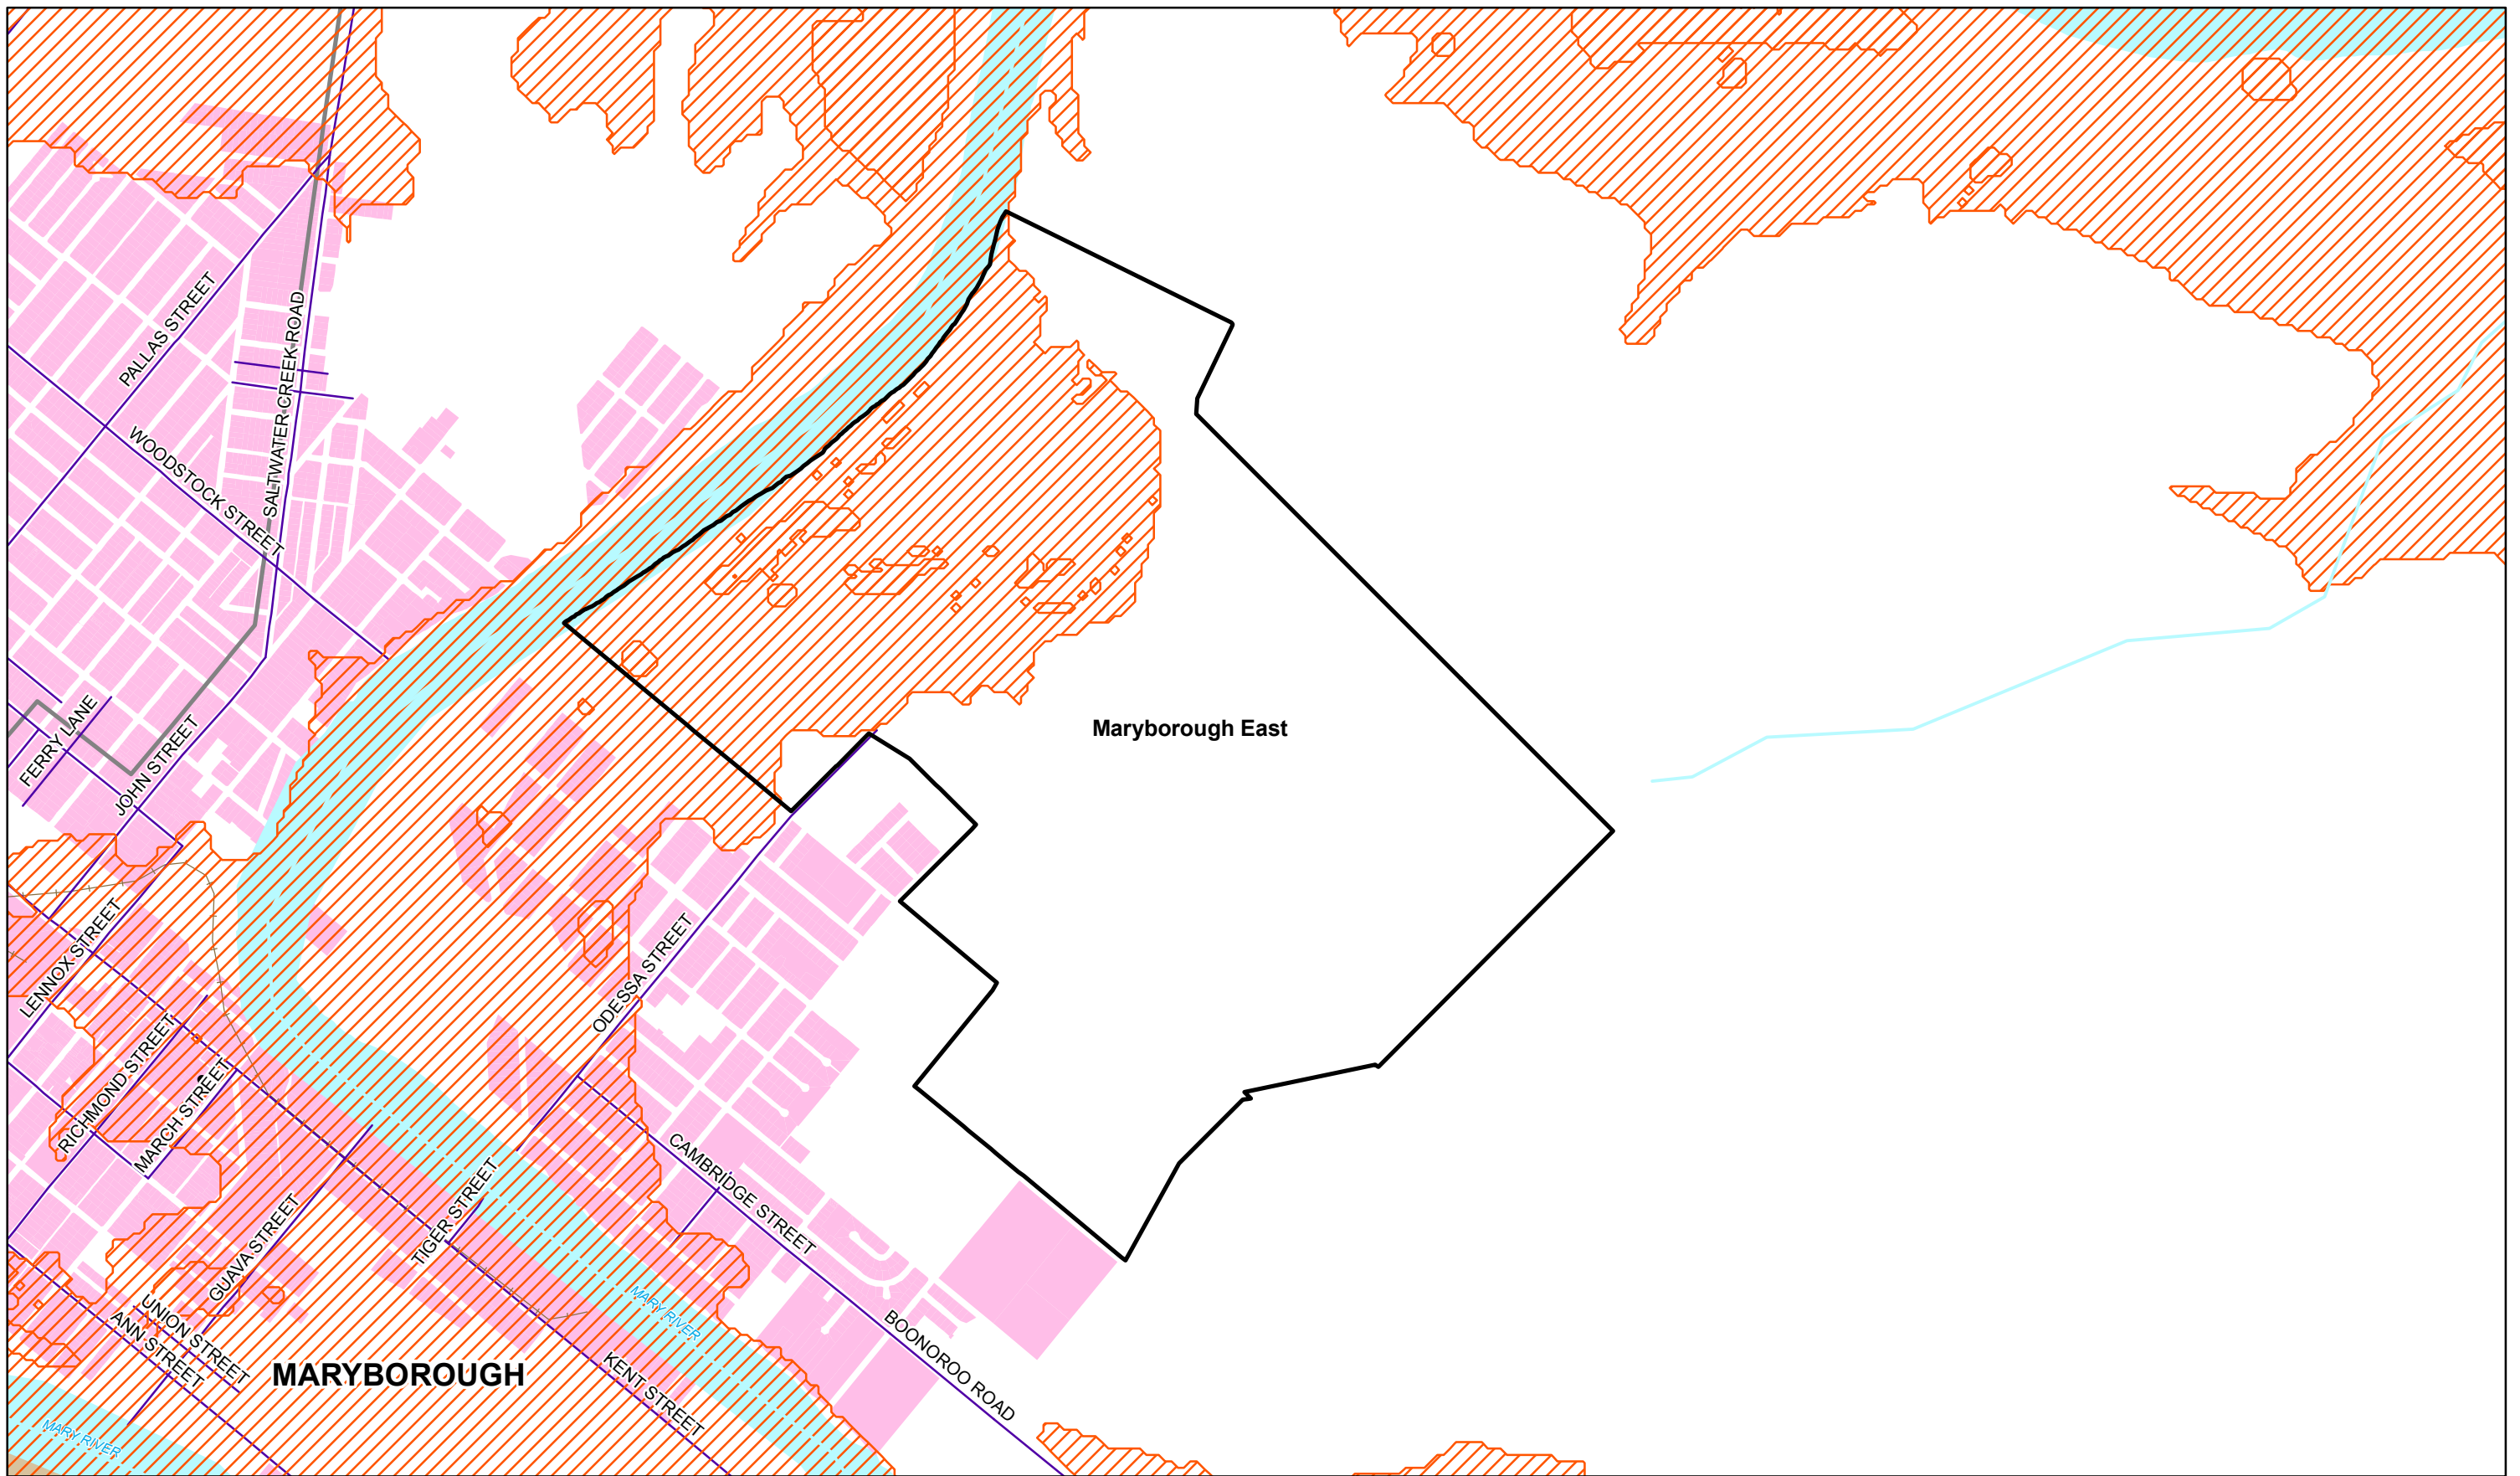 PALLAS STREET
SALTWATER CREEK ROAD
WOODSTOCK STREET
FERRY LANE
JOHN STREET
Maryborough East
LENNOX STREET
ODESSA STREET
RICHMOND STREET
MARCH STREET
CAMBRIDGE STREET
TIGER STREET
GUAVA STREET
MARY RIVER
UNION STREET
ANN STREET
BOONOROO ROAD
MARYBOROUGH
KENT STREET
MARY RIVER